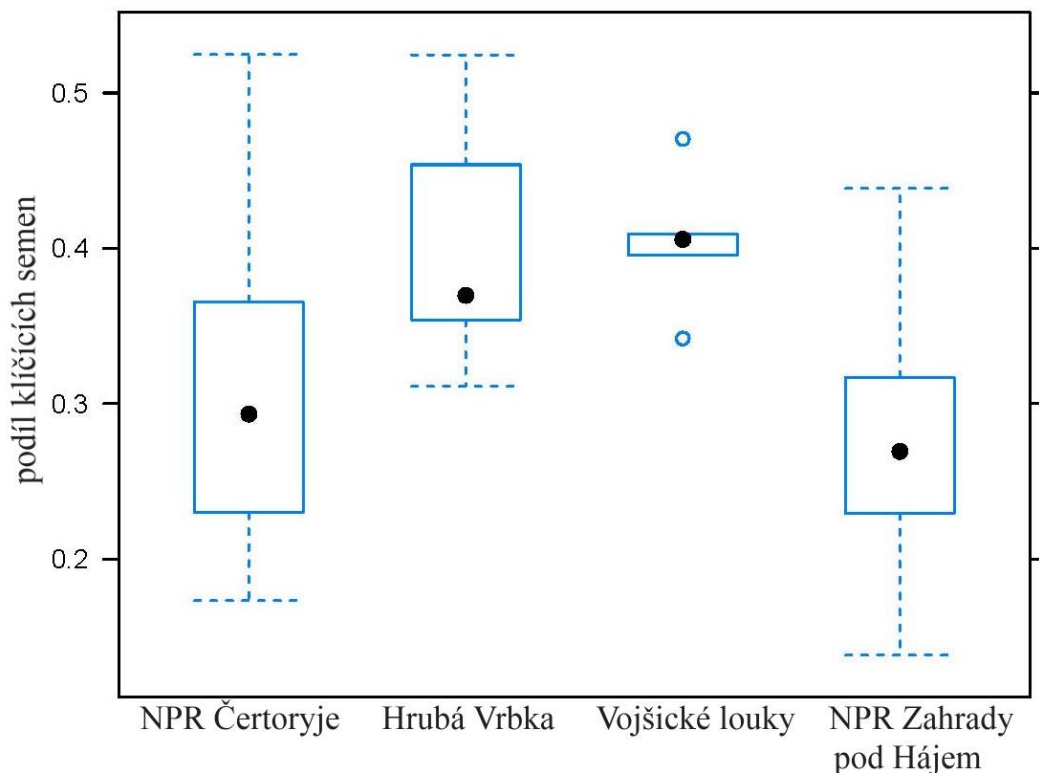 podíl klíčících semen
0.5
0.4
0.3
0.2
NPR Čertoryje
Hrubá Vrbka
Vojšické louky
NPR Zahrady
pod Hájem